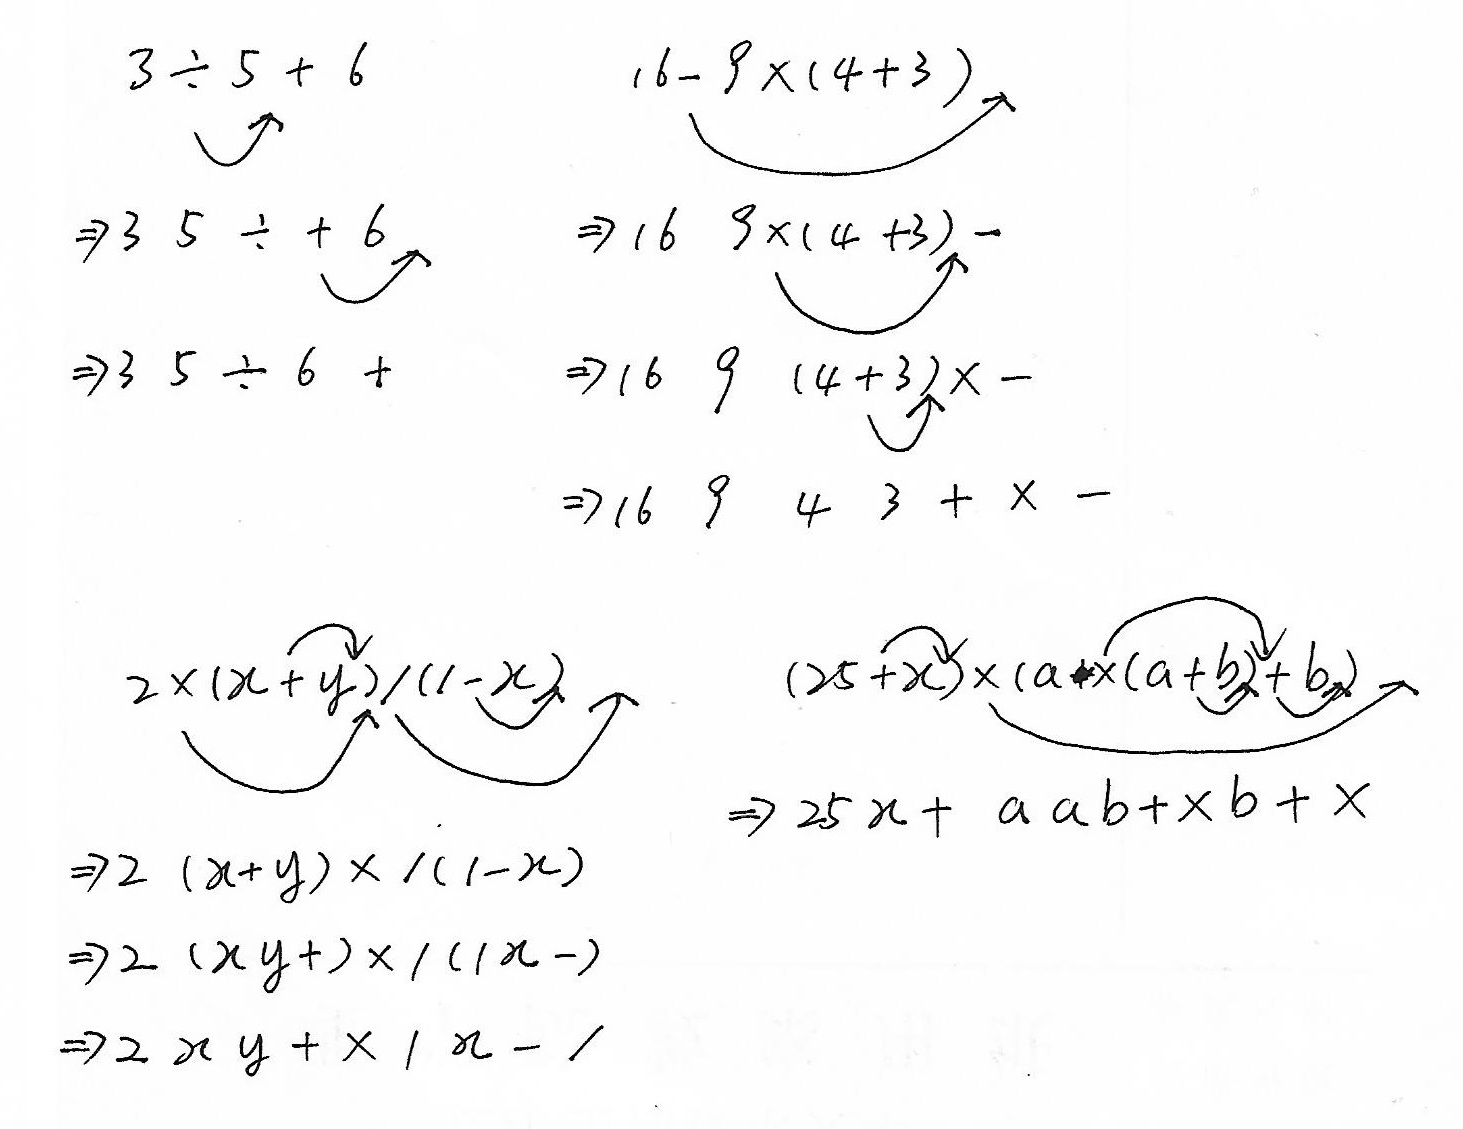 3 ÷ 5 + 6
⇒ 3 5 ÷ + 6
⇒ 3 5 ÷ 6 +
16 - 9 × (4 + 3)
⇒ 16 9 × (4 + 3) -
⇒ 16 9 (4 + 3) × -
⇒ 16 9 4 3 + × -
2 × (x + y) / (1 - x)
⇒ 2 (x + y) × / (1 - x)
⇒ 2 (x y +) × / (1 x -)
⇒ 2 x y + × 1 x - /
(25 + x) × (a × (a + b) + b)
⇒ 25 x + a a b + × b + ×